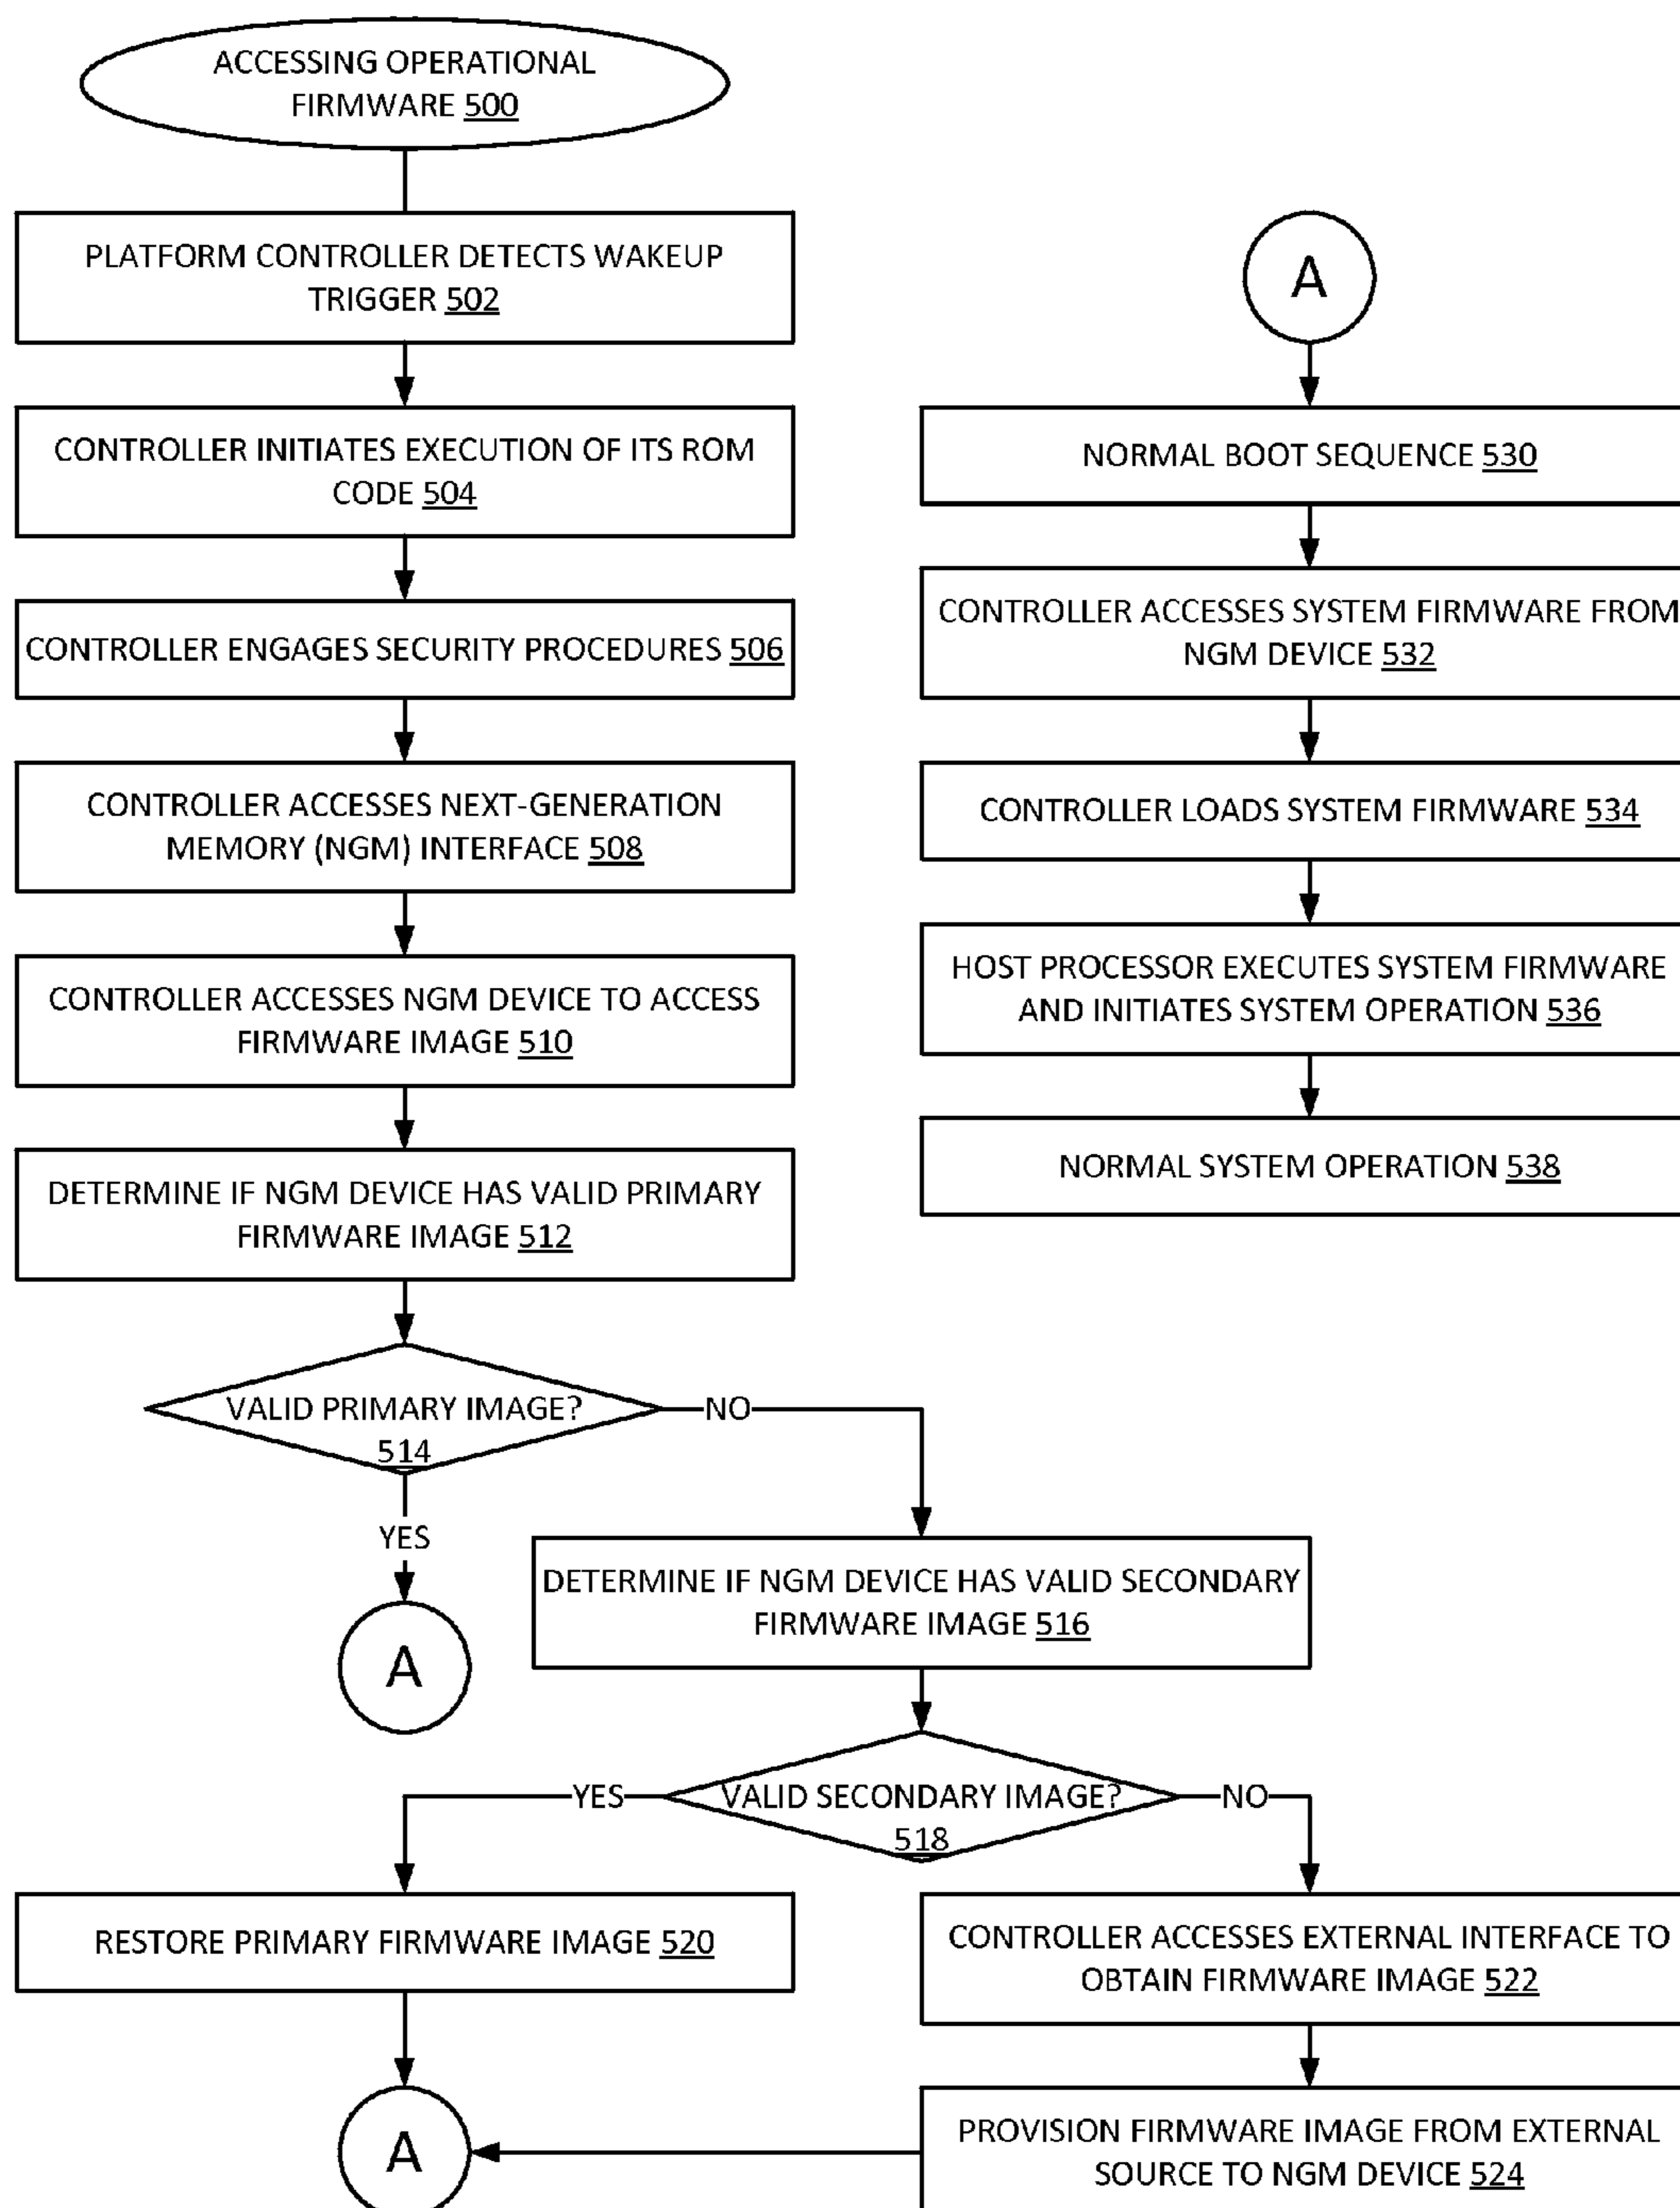 ACCESSING OPERATIONAL
FIRMWARE 500
PLATFORM CONTROLLER DETECTS WAKEUP
TRIGGER 502
CONTROLLER INITIATES EXECUTION OF ITS ROM
CODE 504
CONTROLLER ENGAGES SECURITY PROCEDURES 506
CONTROLLER ACCESSES NEXT-GENERATION
MEMORY (NGM) INTERFACE 508
CONTROLLER ACCESSES NGM DEVICE TO ACCESS
FIRMWARE IMAGE 510
DETERMINE IF NGM DEVICE HAS VALID PRIMARY
FIRMWARE IMAGE 512
VALID PRIMARY IMAGE?
514
NO
YES
A
DETERMINE IF NGM DEVICE HAS VALID SECONDARY
FIRMWARE IMAGE 516
VALID SECONDARY IMAGE?
518
YES
NO
RESTORE PRIMARY FIRMWARE IMAGE 520
CONTROLLER ACCESSES EXTERNAL INTERFACE TO
OBTAIN FIRMWARE IMAGE 522
PROVISION FIRMWARE IMAGE FROM EXTERNAL
SOURCE TO NGM DEVICE 524
A
A
NORMAL BOOT SEQUENCE 530
CONTROLLER ACCESSES SYSTEM FIRMWARE FROM
NGM DEVICE 532
CONTROLLER LOADS SYSTEM FIRMWARE 534
HOST PROCESSOR EXECUTES SYSTEM FIRMWARE
AND INITIATES SYSTEM OPERATION 536
NORMAL SYSTEM OPERATION 538